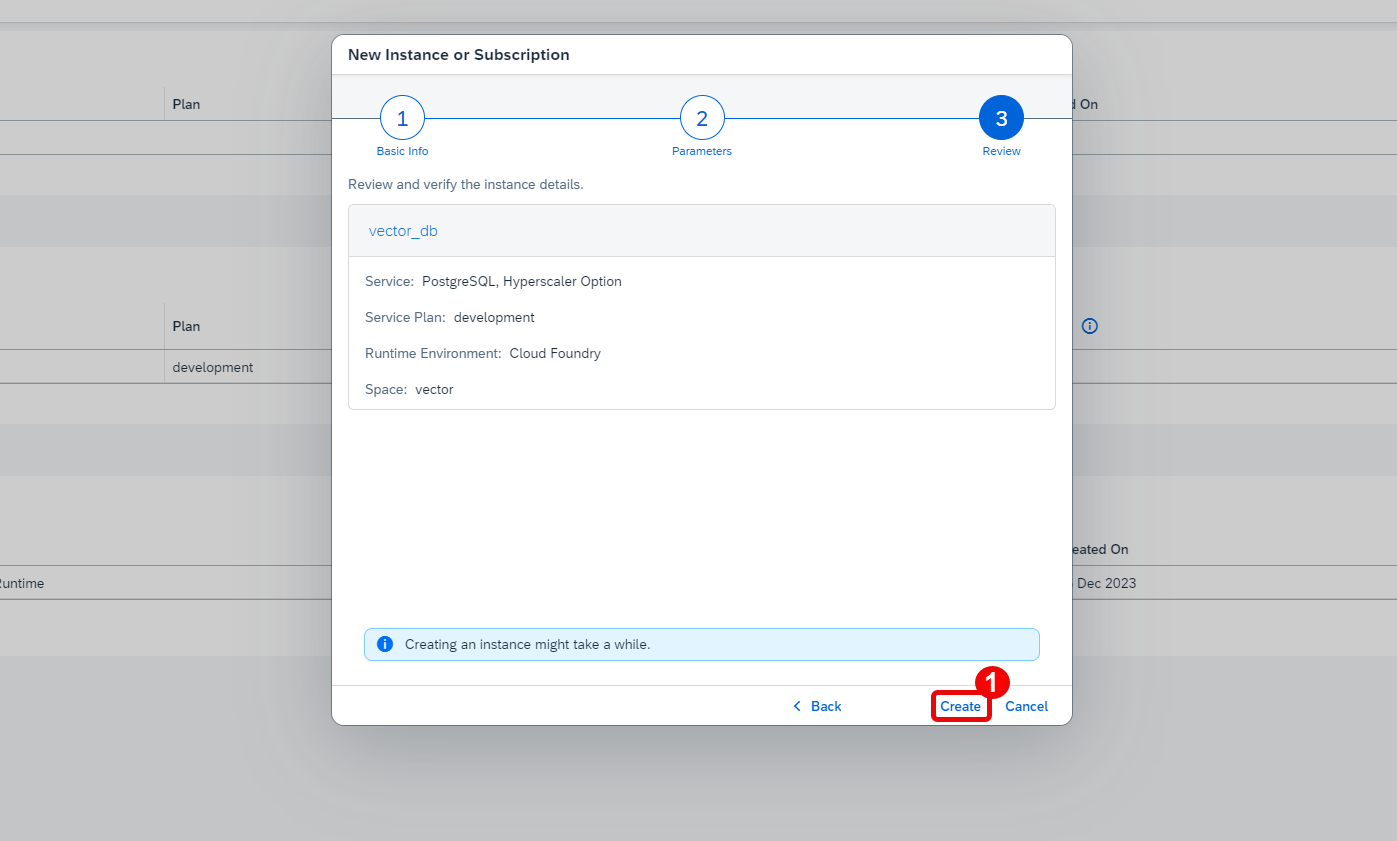 New Instance or Subscription
1
2
3
Basic Info
Parameters
Review
Review and verify the instance details.
vector_db
Service: PostgreSQL, Hyperscaler Option
Service Plan: development
Runtime Environment: Cloud Foundry
Space: vector
Creating an instance might take a while.
1
Back
Create
Cancel
Plan
On
Plan
development
On
Dec 2023